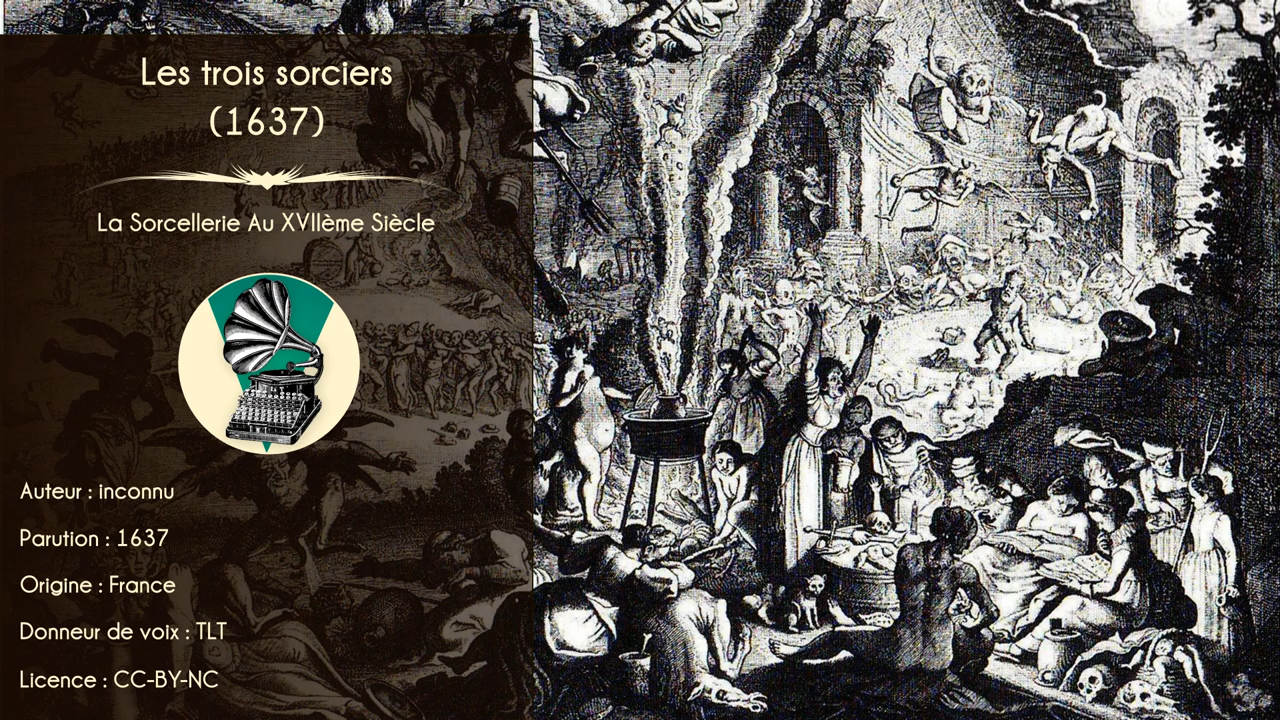 Les trois sorciers
(1637)
La Sorcellerie Au XVIIème Siècle
Auteur : inconnu
Parution : 1637
Origine : France
Donneur de voix : TLT
Licence : CC-BY-NC